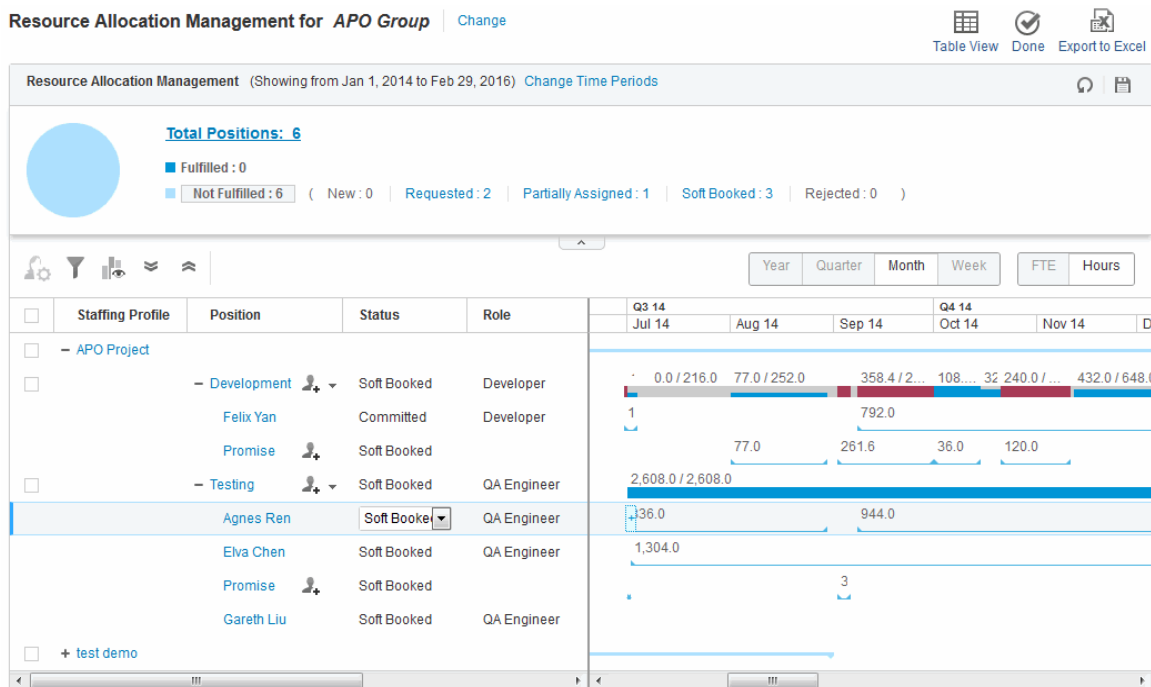 Resource Allocation Management for APO Group Change
Table View Done Export to Excel
Resource Allocation Management (Showing from Jan 1, 2014 to Feb 29, 2016) Change Time Periods
Total Positions: 6
Fulfilled : 0
Not Fulfilled : 6 ( New : 0 Requested : 2 Partially Assigned : 1 Soft Booked : 3 Rejected : 0 )
Year Quarter Month Week FTE Hours
Q3 14 Q4 14
Staffing Profile Position Status Role Jul 14 Aug 14 Sep 14 Oct 14 Nov 14 D
− APO Project
− Development Soft Booked Developer 0.0 / 216.0 77.0 / 252.0 358.4 / 2... 108... 32 240.0 / ... 432.0 / 648.0
Felix Yan Committed Developer 1 792.0
Promise Soft Booked 77.0 261.6 36.0 120.0
− Testing Soft Booked QA Engineer 2,608.0 / 2,608.0
Agnes Ren Soft Booke QA Engineer 36.0 944.0
Elva Chen Soft Booked QA Engineer 1,304.0
Promise Soft Booked 3
Gareth Liu Soft Booked QA Engineer
+ test demo